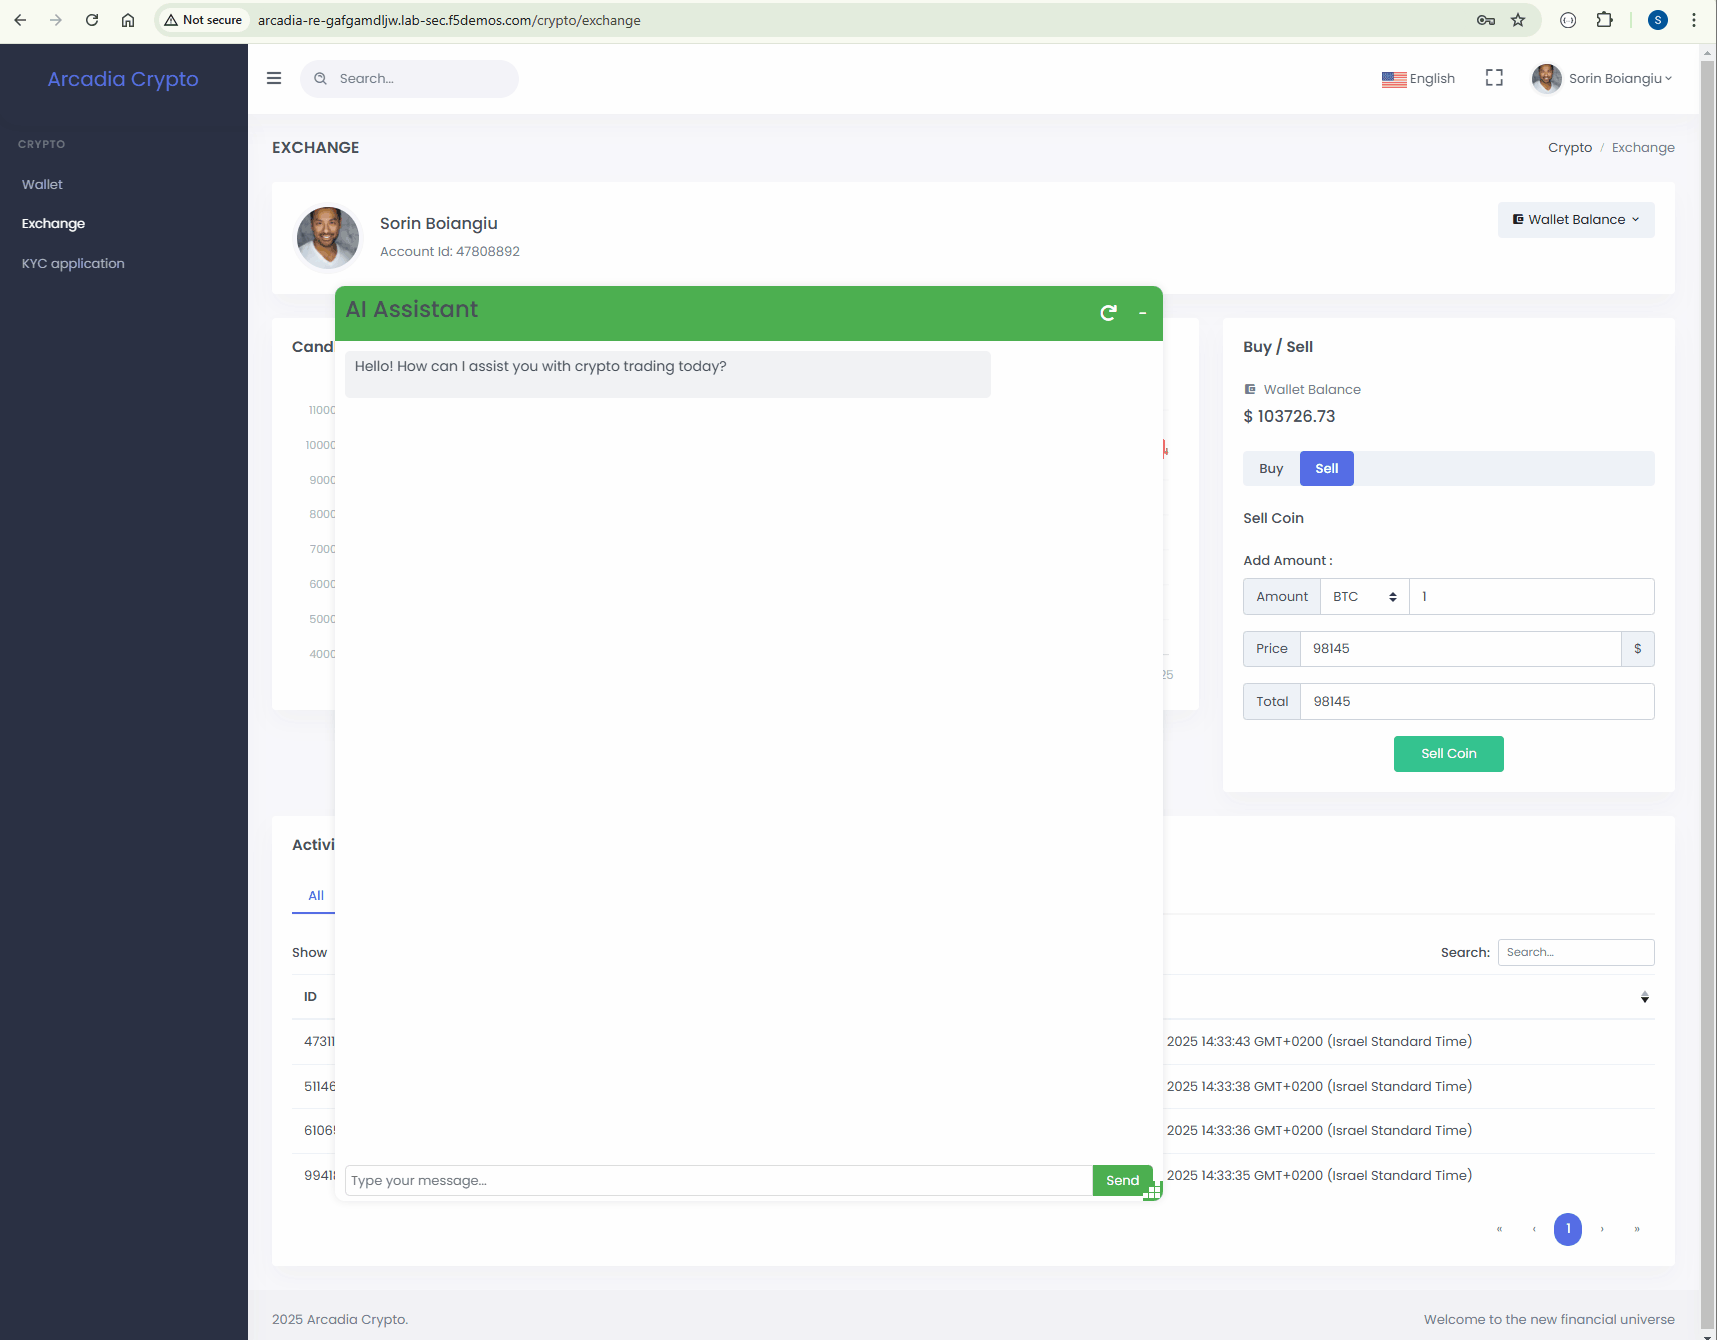 Not secure
arcadia-re-gafgamdljw.lab-sec.f5demos.com/crypto/exchange
S
Arcadia Crypto
Search...
English
Sorin Boiangiu
CRYPTO
Wallet
Exchange
KYC application
EXCHANGE
Crypto / Exchange
Sorin Boiangiu
Account Id: 47808892
Wallet Balance
AI Assistant
-
Hello! How can I assist you with crypto trading today?
Type your message...
Send
Cand
11000
10000
9000
8000
7000
6000
5000
4000
25
Buy / Sell
Wallet Balance
$ 103726.73
Buy
Sell
Sell Coin
Add Amount :
Amount BTC 1
Price 98145 $
Total 98145
Sell Coin
Activi
All
Show
Search: Search...
ID
47311 2025 14:33:43 GMT+0200 (Israel Standard Time)
51146 2025 14:33:38 GMT+0200 (Israel Standard Time)
6106 2025 14:33:36 GMT+0200 (Israel Standard Time)
9941 2025 14:33:35 GMT+0200 (Israel Standard Time)
« ‹ 1 › »
2025 Arcadia Crypto.
Welcome to the new financial universe